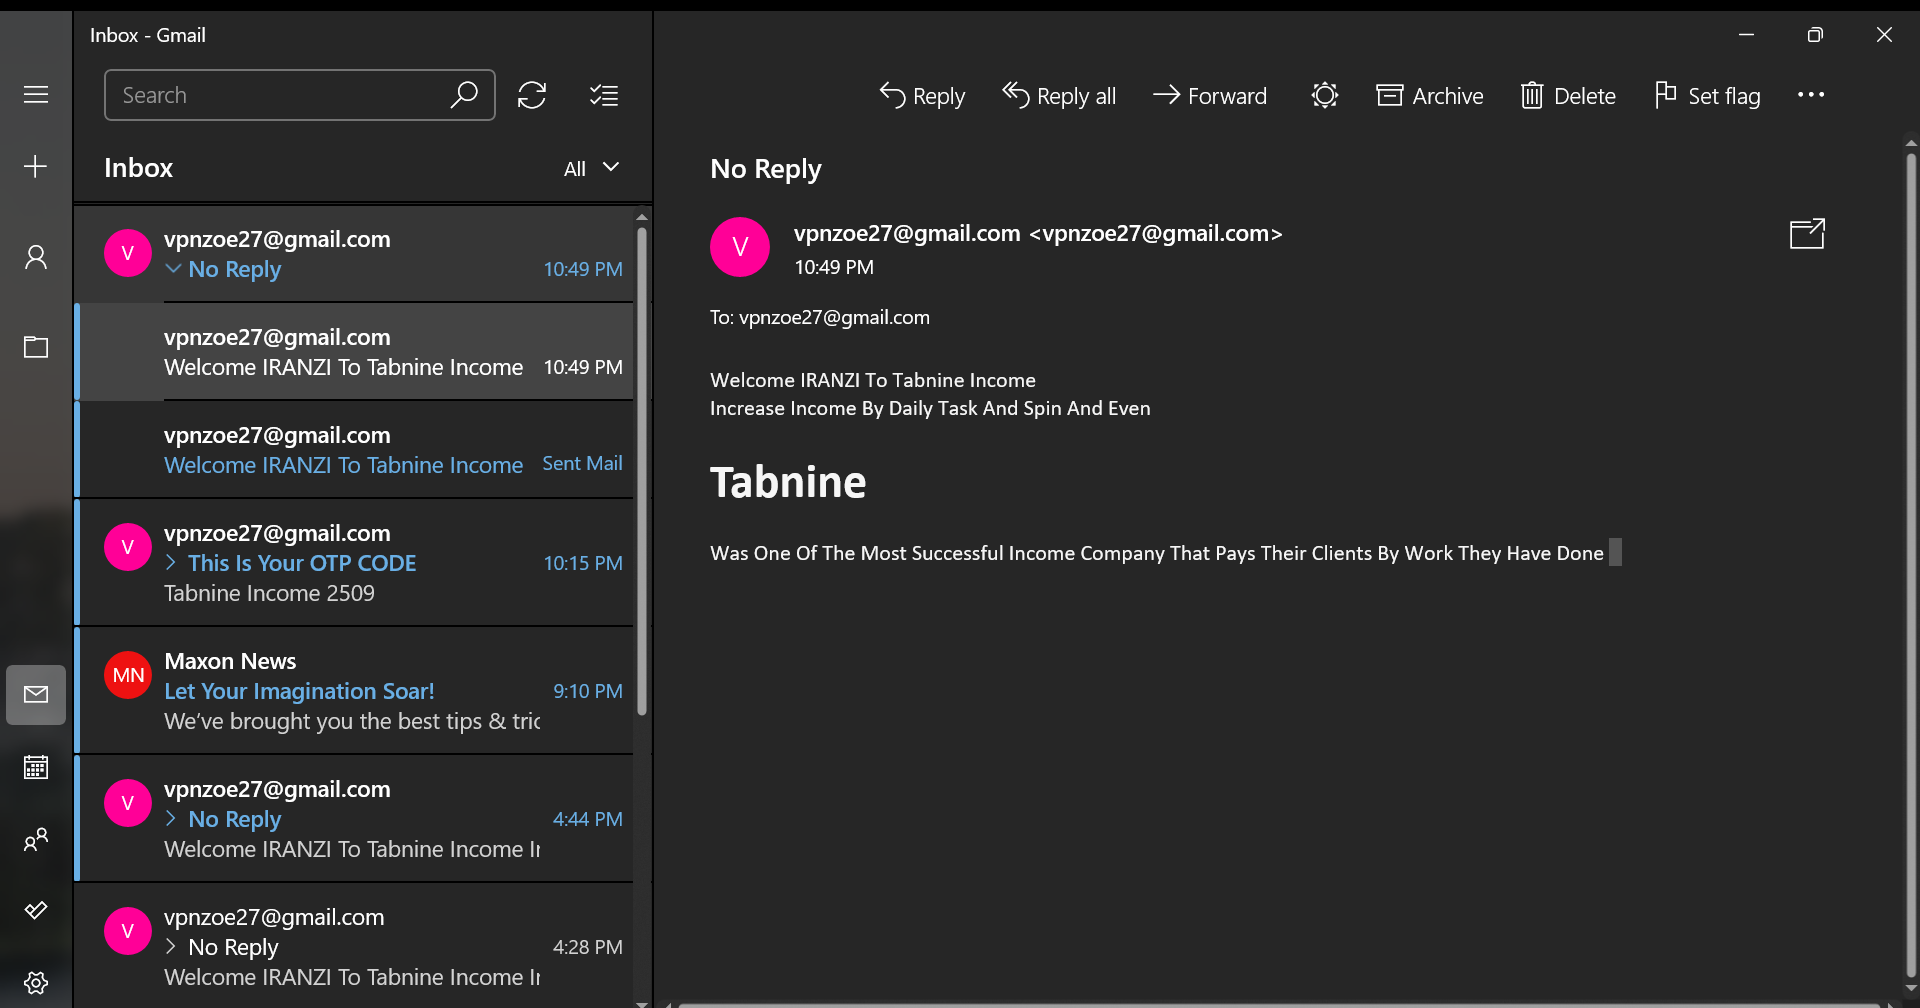 Inbox - Gmail
Search
Inbox
All
V
vpnzoe27@gmail.com
No Reply
10:49 PM
vpnzoe27@gmail.com
Welcome IRANZI To Tabnine Income
10:49 PM
vpnzoe27@gmail.com
Welcome IRANZI To Tabnine Income
Sent Mail
V
vpnzoe27@gmail.com
This Is Your OTP CODE
10:15 PM
Tabnine Income 2509
MN
Maxon News
Let Your Imagination Soar!
9:10 PM
We've brought you the best tips & tric
V
vpnzoe27@gmail.com
No Reply
4:44 PM
Welcome IRANZI To Tabnine Income Ir
V
vpnzoe27@gmail.com
No Reply
4:28 PM
Welcome IRANZI To Tabnine Income Ir
Reply
Reply all
Forward
Archive
Delete
Set flag
No Reply
V
vpnzoe27@gmail.com <vpnzoe27@gmail.com>
10:49 PM
To: vpnzoe27@gmail.com
Welcome IRANZI To Tabnine Income
Increase Income By Daily Task And Spin And Even
Tabnine
Was One Of The Most Successful Income Company That Pays Their Clients By Work They Have Done